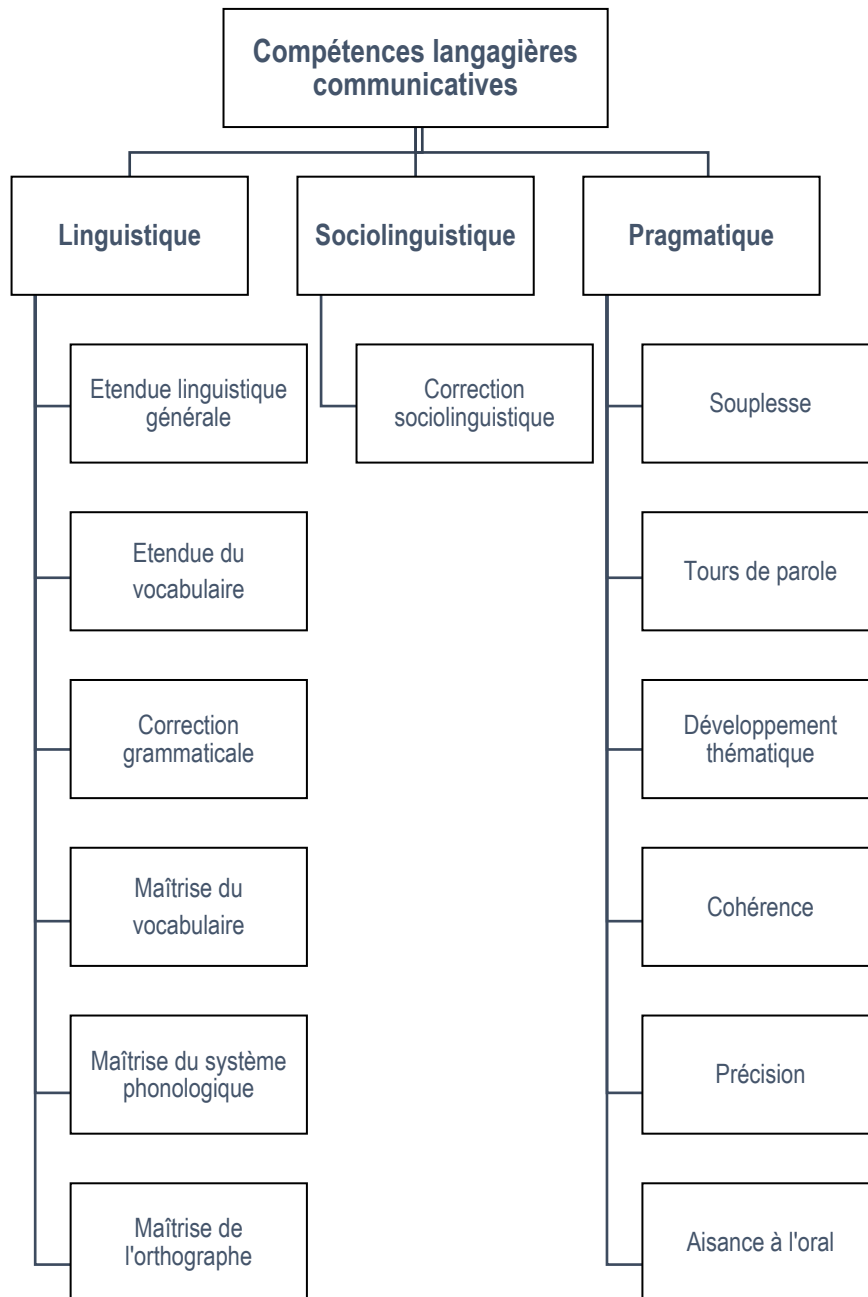 Compétences langagières
communicatives
Linguistique
Sociolinguistique
Pragmatique
Etendue linguistique
générale
Etendue du
vocabulaire
Correction
grammaticale
Maîtrise du
vocabulaire
Maîtrise du système
phonologique
Maîtrise de
l'orthographe
Correction
sociolinguistique
Souplesse
Tours de parole
Développement
thématique
Cohérence
Précision
Aisance à l'oral